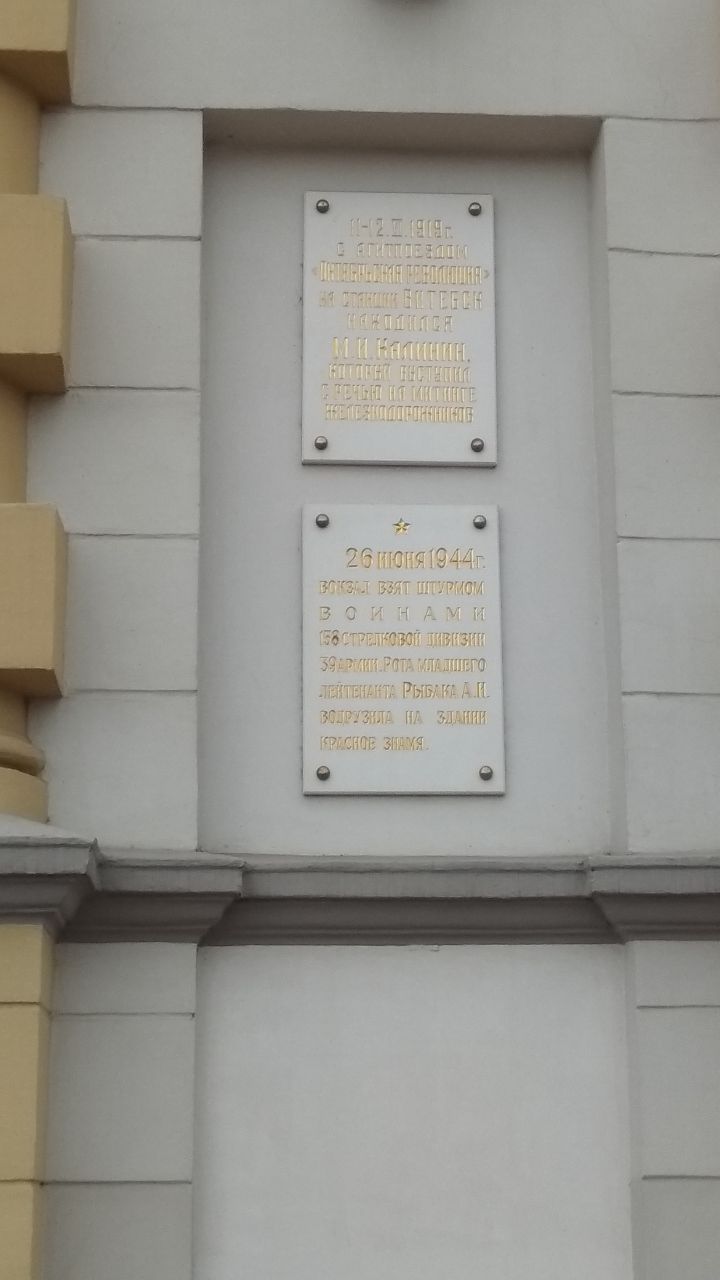 11-12.VI.1919г.
С АГИТПОЕЗДОМ
«ОКТЯБРЬСКАЯ РЕВОЛЮЦИЯ»
НА СТАНЦИИ ВИТЕБСК
НАХОДИЛСЯ
М.И.КАЛИНИН,
КОТОРЫЙ ВЫСТУПИЛ
С РЕЧЬЮ НА МИТИНГЕ
ЖЕЛЕЗНОДОРОЖНИКОВ
26 ИЮНЯ 1944г.
ВОКЗАЛ ВЗЯТ ШТУРМОМ
ВОИНАМИ
158 СТРЕЛКОВОЙ ДИВИЗИИ
39 АРМИИ. РОТА МЛАДШЕГО
ЛЕЙТЕНАНТА РЫБАКА А.И.
ВОДРУЗИЛА НА ЗДАНИИ
КРАСНОЕ ЗНАМЯ.